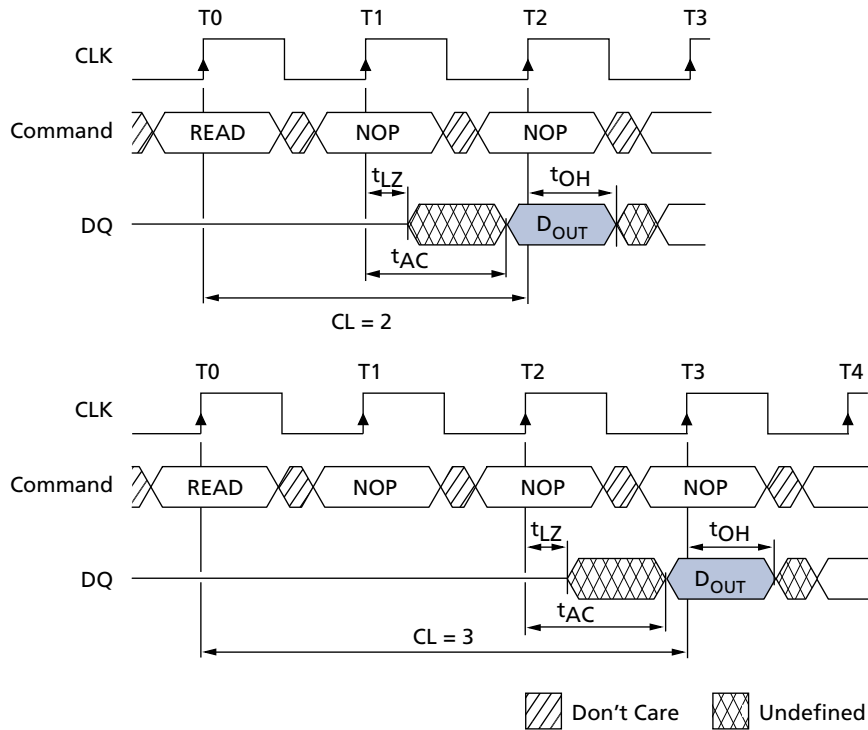 T0 T1 T2 T3
CLK
Command READ NOP NOP
tLZ tOH
DQ DOUT
tAC
CL = 2
T0 T1 T2 T3 T4
CLK
Command READ NOP NOP NOP
tLZ tOH
DQ DOUT
tAC
CL = 3
Don't Care Undefined